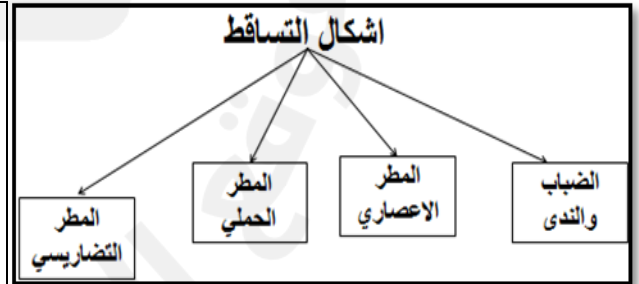 اشكال التساقط
الضباب
والندى
المطر
الاعصاري
المطر
الحملي
المطر
التضاريسي